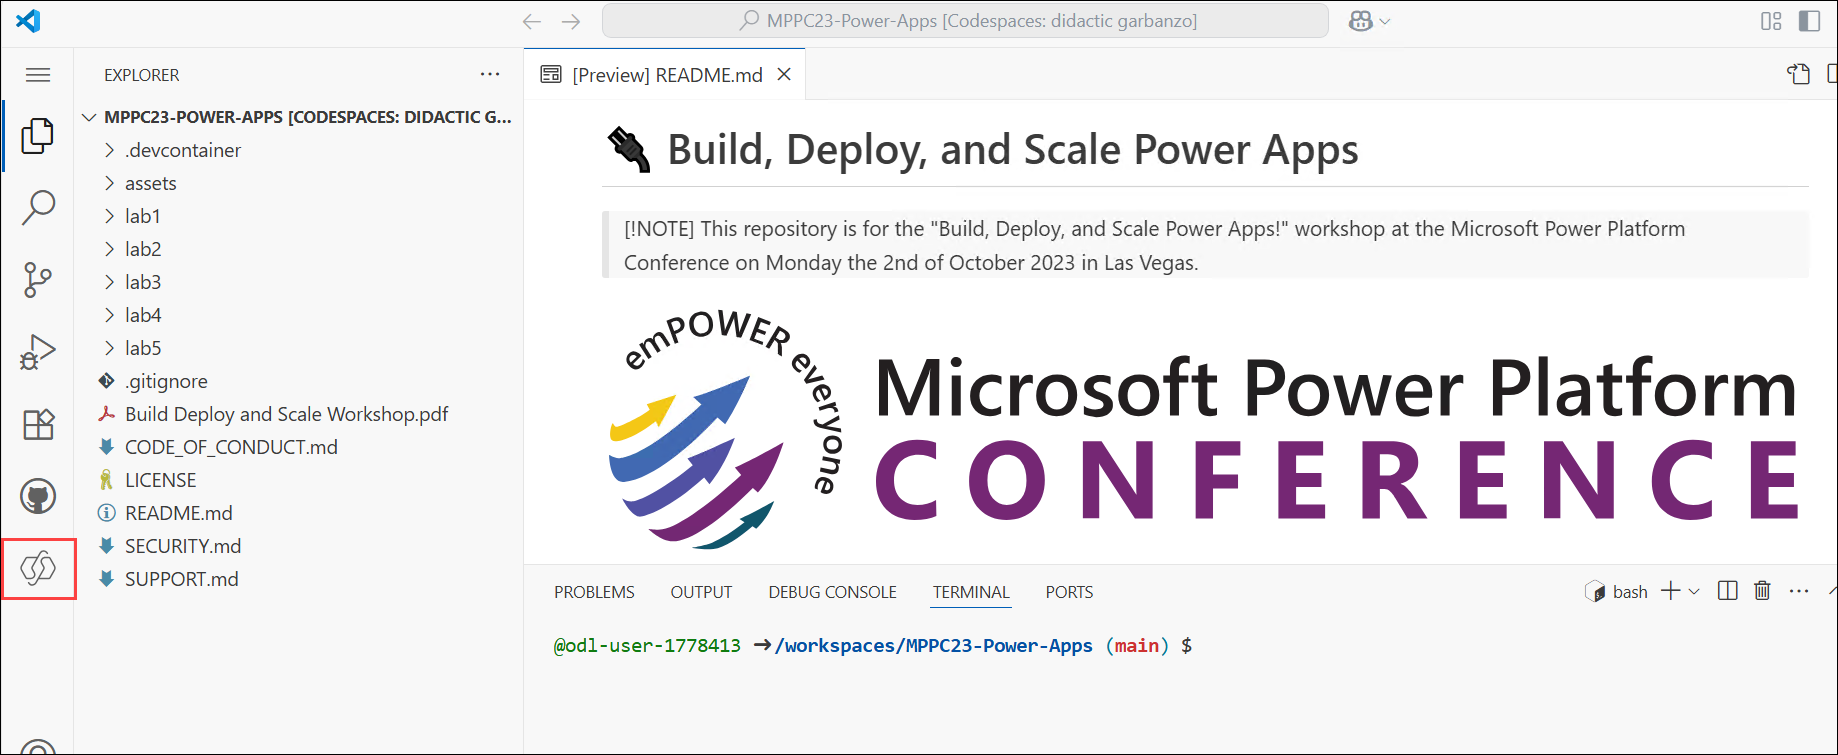 MPPC23-Power-Apps [Codespaces: didactic garbanzo]
EXPLORER
MPPC23-POWER-APPS [CODESPACES: DIDACTIC G...
.devcontainer
assets
lab1
lab2
lab3
lab4
lab5
.gitignore
Build Deploy and Scale Workshop.pdf
CODE_OF_CONDUCT.md
LICENSE
README.md
SECURITY.md
SUPPORT.md
[Preview] README.md
Build, Deploy, and Scale Power Apps
[!NOTE] This repository is for the "Build, Deploy, and Scale Power Apps!" workshop at the Microsoft Power Platform
Conference on Monday the 2nd of October 2023 in Las Vegas.
emPOWER everyone
Microsoft Power Platform
CONFERENCE
PROBLEMS OUTPUT DEBUG CONSOLE TERMINAL PORTS
bash
@odl-user-1778413 ➜/workspaces/MPPC23-Power-Apps (main) $